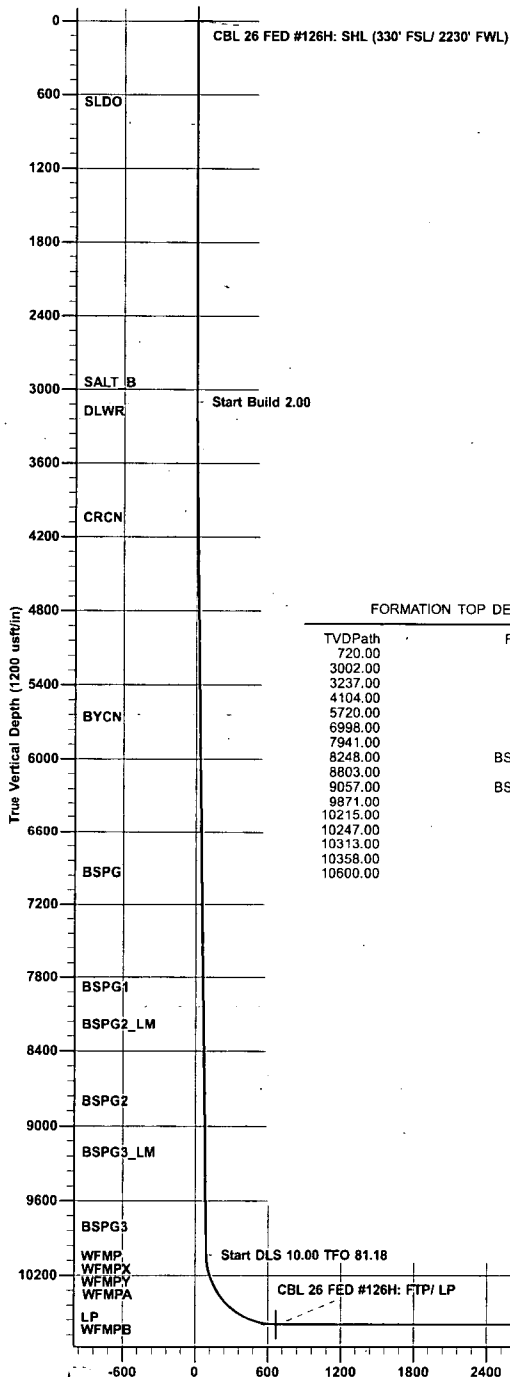 0
CBL 26 FED #126H: SHL (330' FSL/ 2230' FWL)
600
SLDO
1200
1800
2400
SALT_B
3000
Start Build 2.00
DLWR
3600
CRCN
4200
4800
True Vertical Depth (1200 usft/in)
FORMATION TOP DE
TVDPath F
720.00
3002.00
3237.00
4104.00
5720.00
6998.00
7941.00
8248.00 BS
8803.00
9057.00 BS
9871.00
10215.00
10247.00
10313.00
10358.00
10600.00
5400
BYCN
6000
6600
BSPG
7200
7800
BSPG1
BSPG2_LM
8400
BSPG2
9000
BSPG3_LM
9600
BSPG3
WFMP
Start DLS 10.00 TFO 81.18
WFMPX
10200
WFMPY
CBL 26 FED #126H: FTP/ LP
WFMPA
LP
WFMPB
-600 0 600 1200 1800 2400